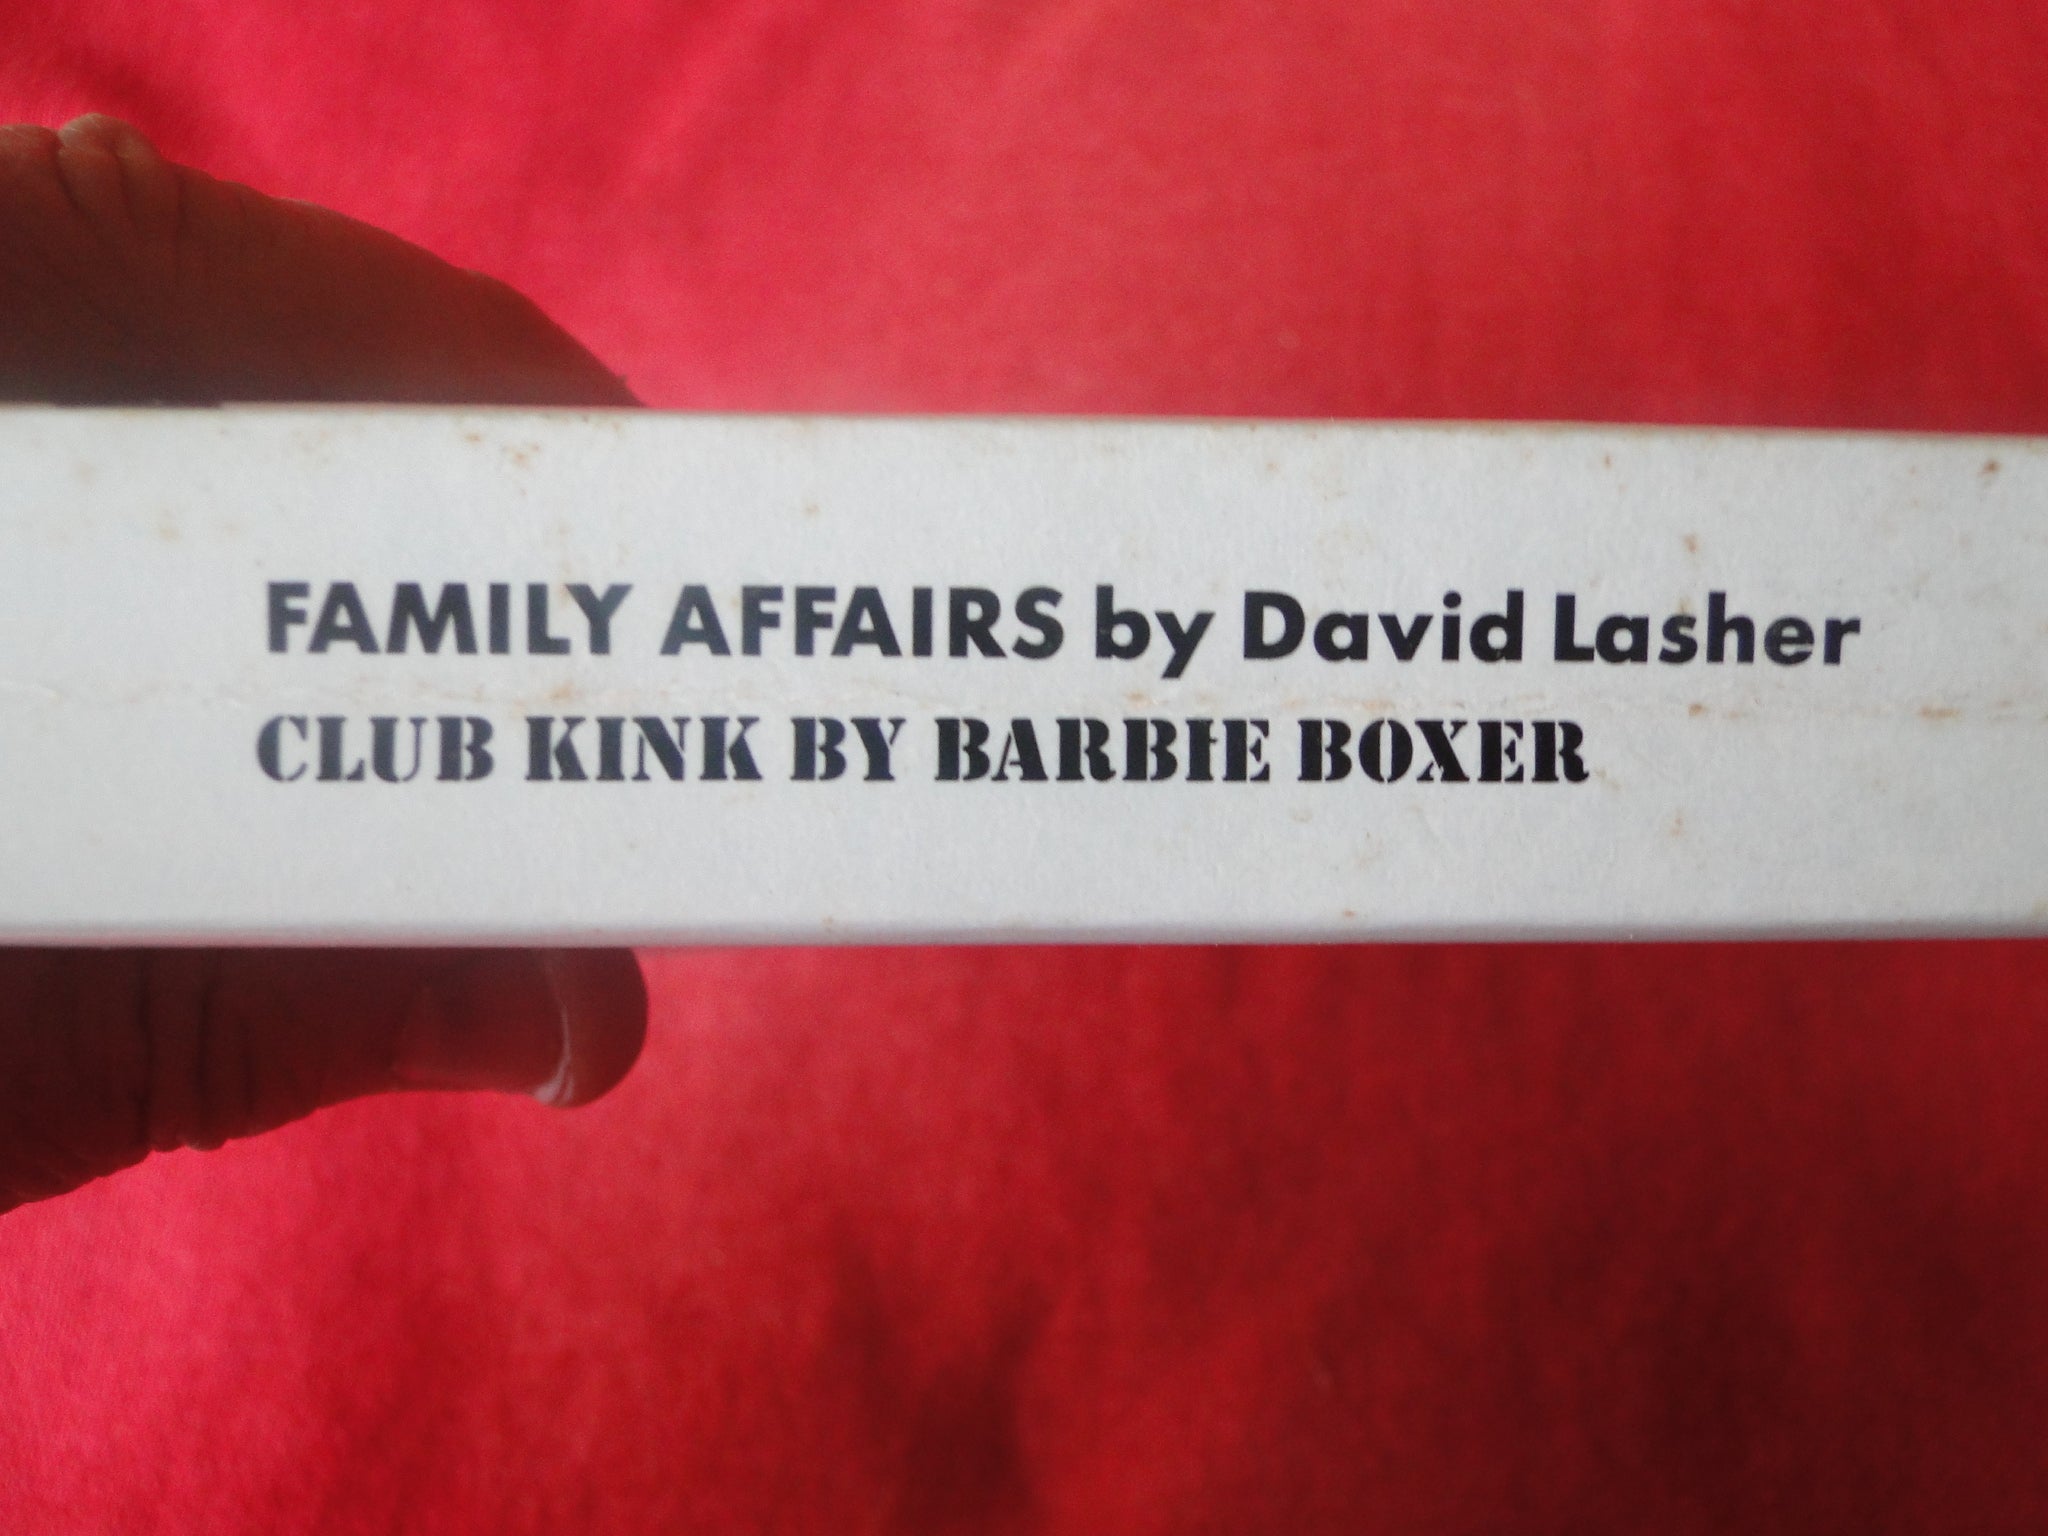 FAMILY AFFAIRS by David Lasher
CLUB KINK BY BARBIE BOXER